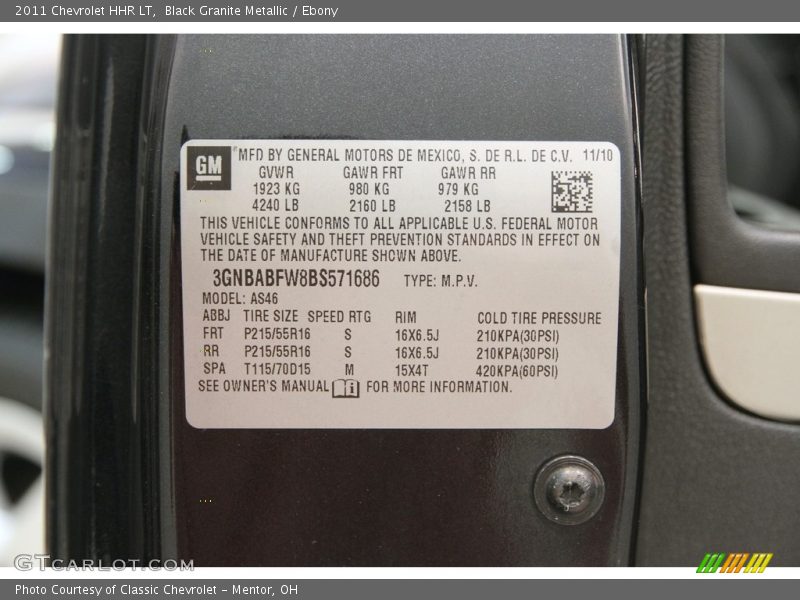 2011 Chevrolet HHR LT,  Black Granite Metallic / Ebony
GM MFD BY GENERAL MOTORS DE MEXICO, S. DE R.L. DE C.V. 11/10
GVWR GAWR FRT GAWR RR
1923 KG 980 KG 979 KG
4240 LB 2160 LB 2158 LB
THIS VEHICLE CONFORMS TO ALL APPLICABLE U.S. FEDERAL MOTOR
VEHICLE SAFETY AND THEFT PREVENTION STANDARDS IN EFFECT ON
THE DATE OF MANUFACTURE SHOWN ABOVE.
3GNBABFW8BS571686 TYPE: M.P.V.
MODEL: AS46
ABBJ TIRE SIZE SPEED RTG RIM COLD TIRE PRESSURE
FRT P215/55R16 S 16X6.5J 210KPA(30PSI)
RR P215/55R16 S 16X6.5J 210KPA(30PSI)
SPA T115/70D15 M 15X4T 420KPA(60PSI)
SEE OWNER'S MANUAL FOR MORE INFORMATION.
GTCARLOT.COM
Photo Courtesy of Classic Chevrolet - Mentor, OH